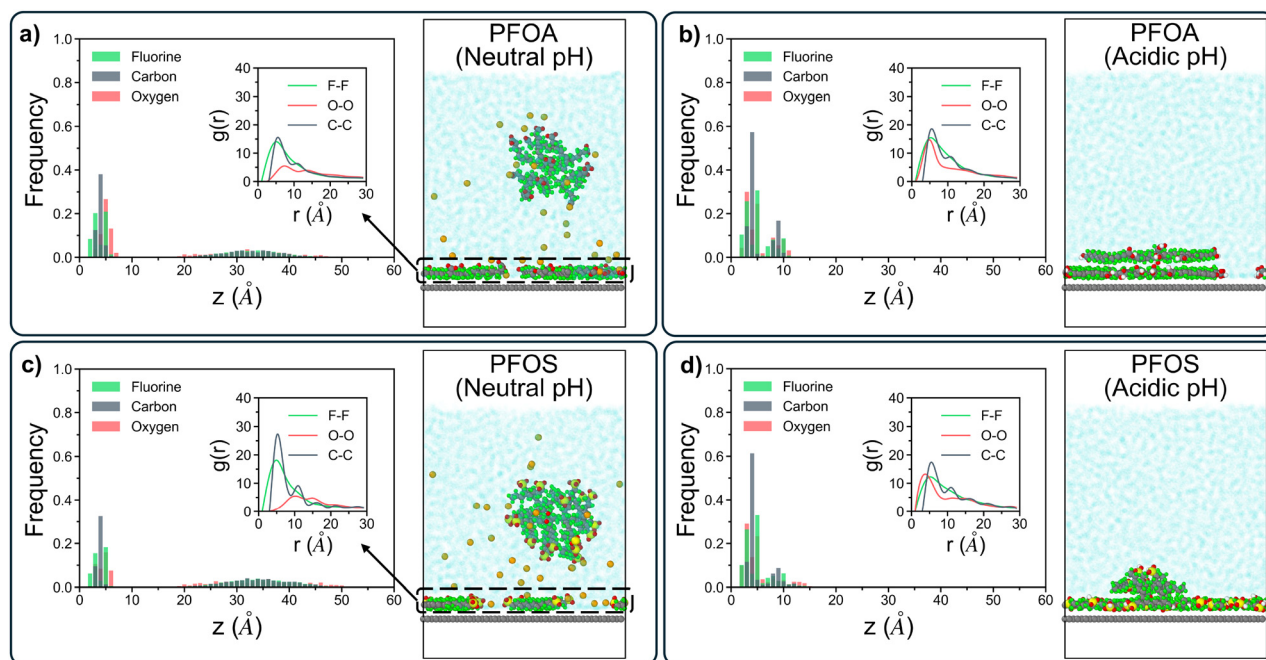 a)
PFOA
(Neutral pH)
Fluorine
Carbon
Oxygen
Frequency
1.0
0.8
0.6
0.4
0.2
0.0
0 10 20 30 40 50 60
z (Å)
g(r)
40
30
20
10
0
0 10 20 30
r (Å)
F-F
O-O
C-C
b)
PFOA
(Acidic pH)
Fluorine
Carbon
Oxygen
Frequency
1.0
0.8
0.6
0.4
0.2
0.0
0 10 20 30 40 50 60
z (Å)
g(r)
40
30
20
10
0
0 10 20 30
r (Å)
F-F
O-O
C-C
c)
PFOS
(Neutral pH)
Fluorine
Carbon
Oxygen
Frequency
1.0
0.8
0.6
0.4
0.2
0.0
0 10 20 30 40 50 60
z (Å)
g(r)
40
30
20
10
0
0 10 20 30
r (Å)
F-F
O-O
C-C
d)
PFOS
(Acidic pH)
Fluorine
Carbon
Oxygen
Frequency
1.0
0.8
0.6
0.4
0.2
0.0
0 10 20 30 40 50 60
z (Å)
g(r)
40
30
20
10
0
0 10 20 30
r (Å)
F-F
O-O
C-C